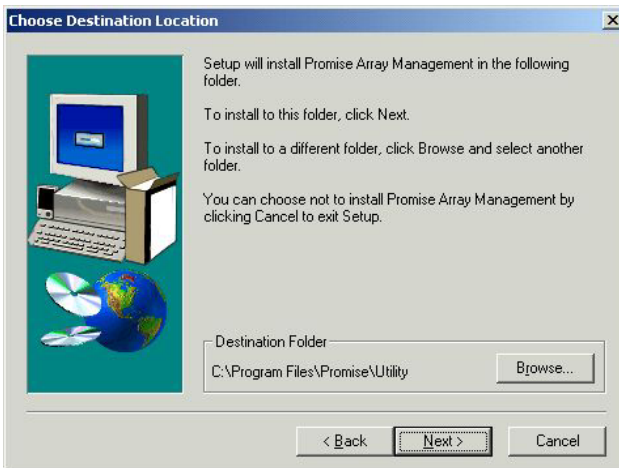 Choose Destination Location
Setup will install Promise Array Management in the following
folder.
To install to this folder, click Next.
To install to a different folder, click Browse and select another
folder.
You can choose not to install Promise Array Management by
clicking Cancel to exit Setup.
Destination Folder
C:\Program Files\Promise\Utility
Browse...
< Back
Next >
Cancel